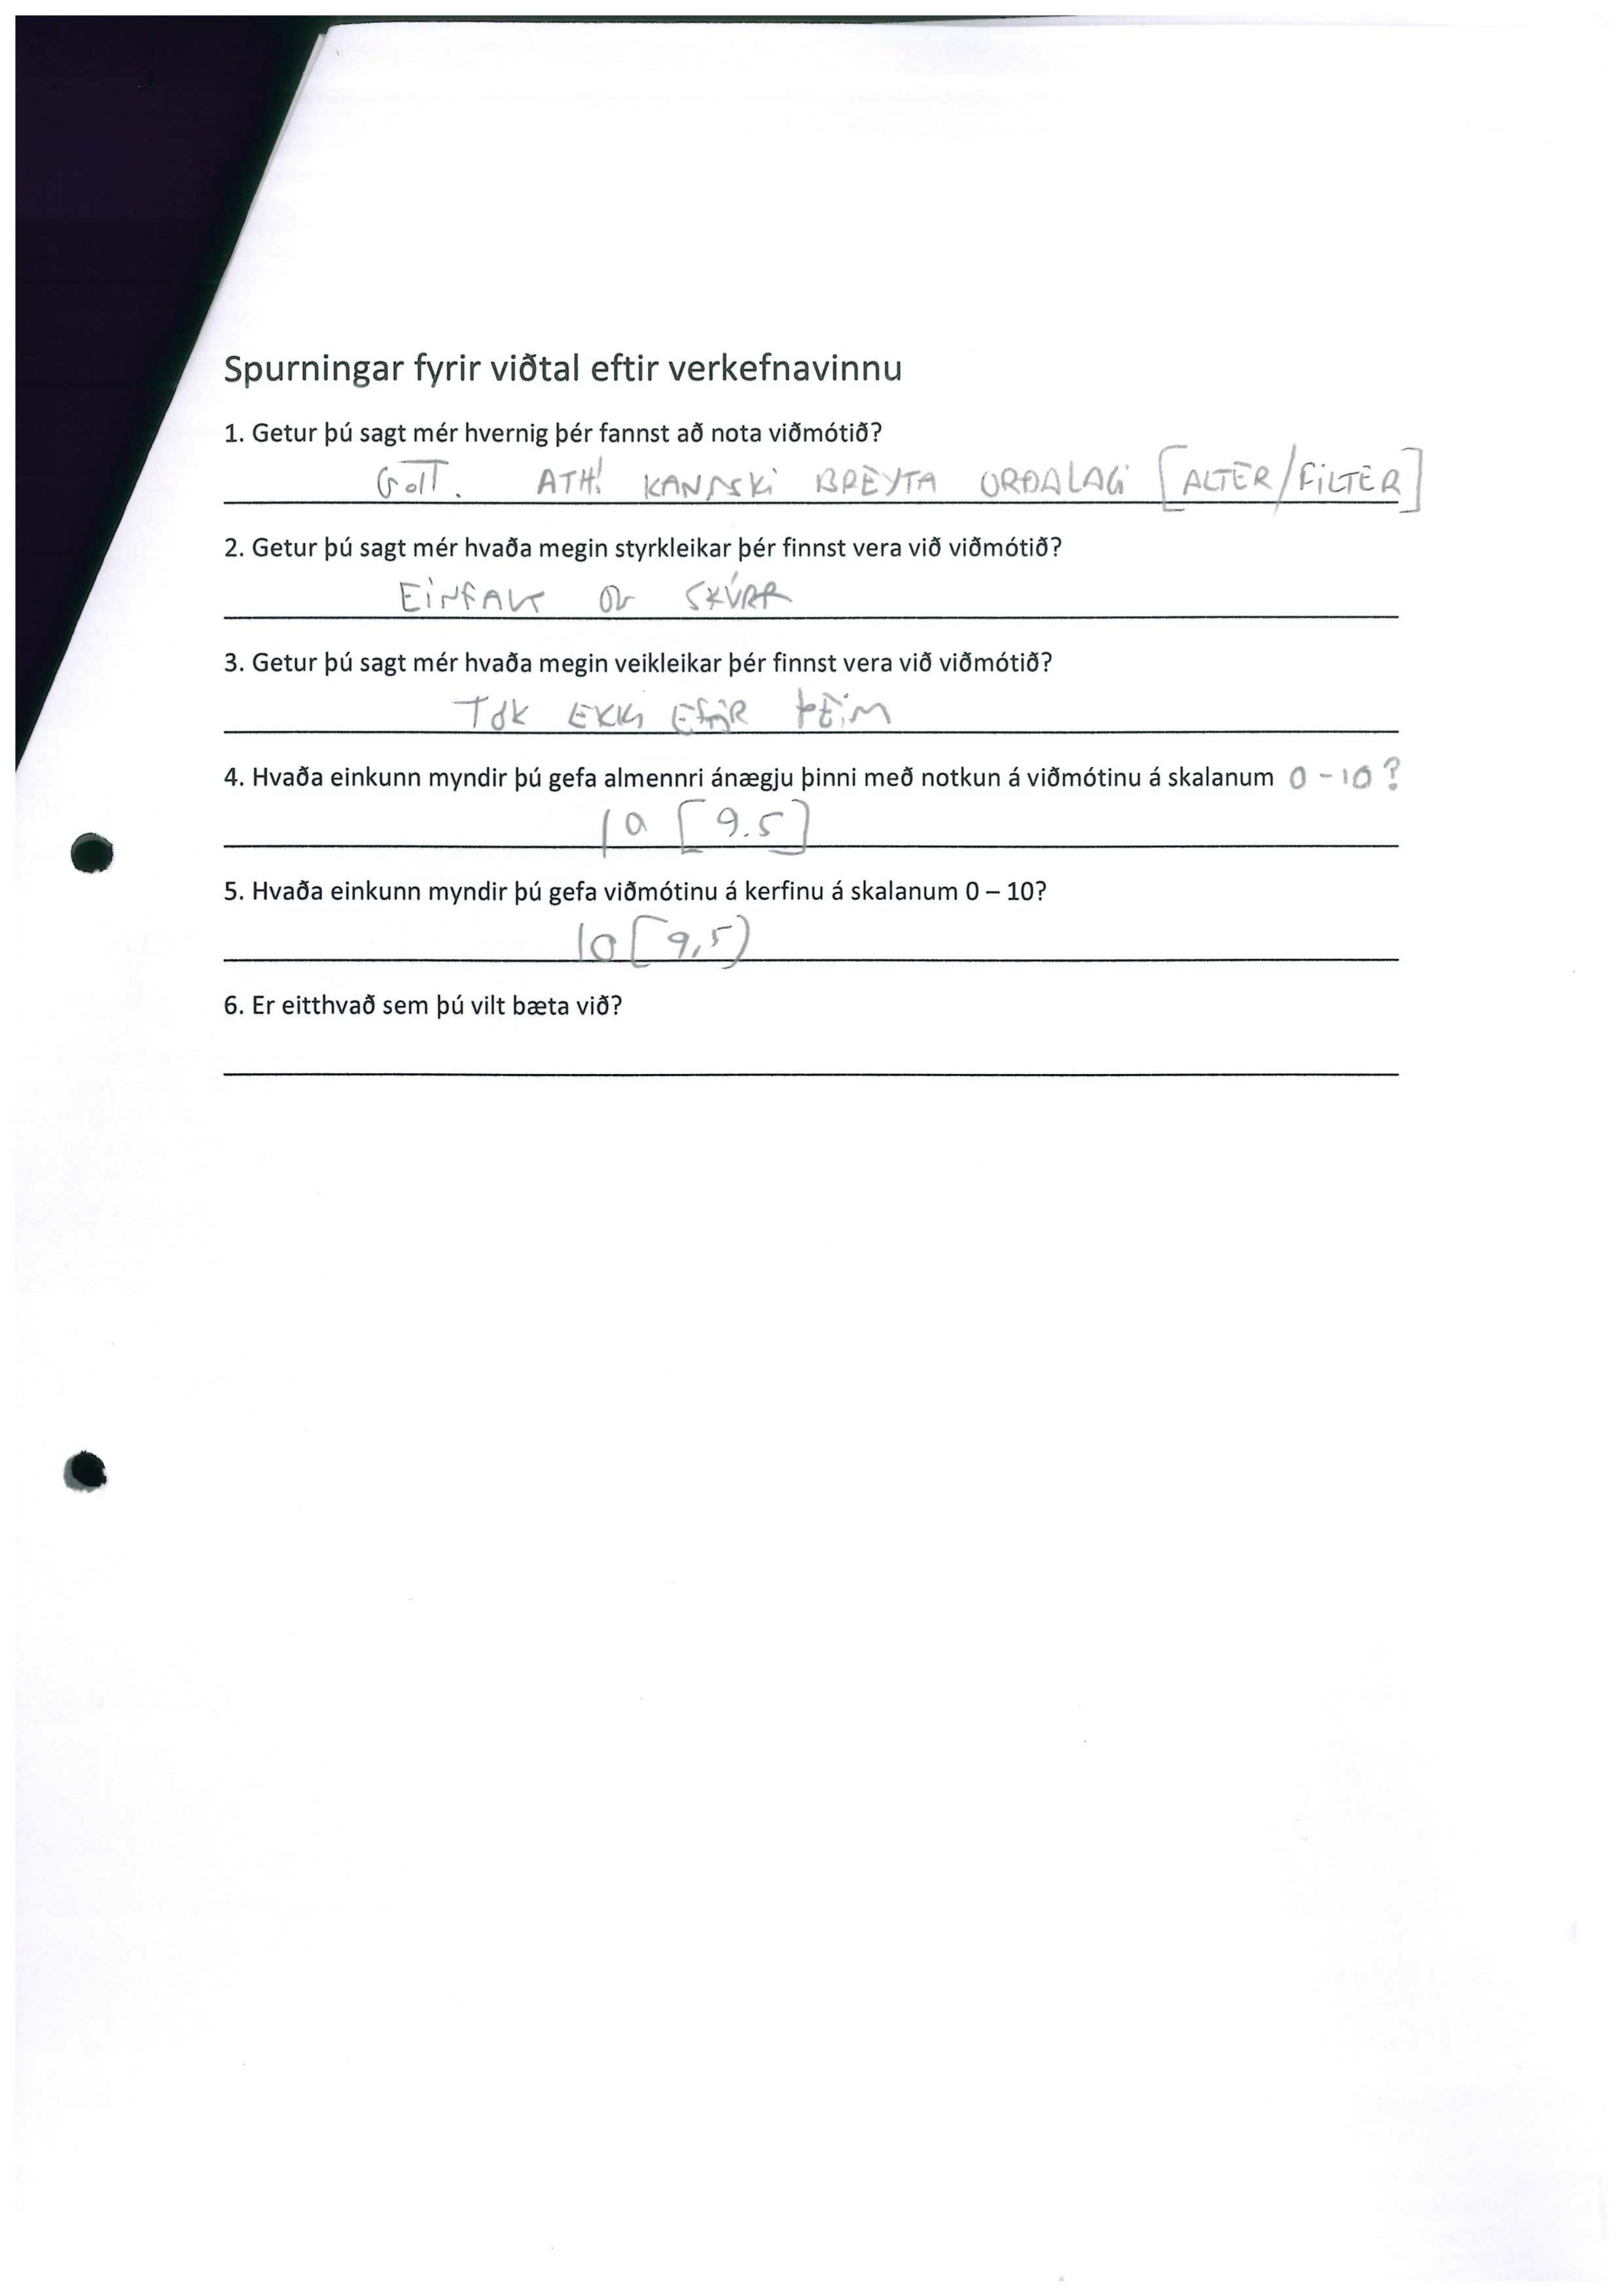 Spurningar fyrir viðtal eftir verkefnavinnu
1. Getur þú sagt mér hvernig þér fannst að nota viðmótið?
GOTT. ATH! KANNSKI BREYTA ORÐALAGI [ALTER/FILTER]
2. Getur þú sagt mér hvaða megin styrkleikar þér finnst vera við viðmótið?
EINFALT OG SKÝRR
3. Getur þú sagt mér hvaða megin veikleikar þér finnst vera við viðmótið?
TÓK EKKI EFTIR ÞEIM
4. Hvaða einkunn myndir þú gefa almennri ánægju þinni með notkun á viðmótinu á skalanum 0 - 10?
10 [9.5]
5. Hvaða einkunn myndir þú gefa viðmótinu á kerfinu á skalanum 0 – 10?
10 [9,5)
6. Er eitthvað sem þú vilt bæta við?